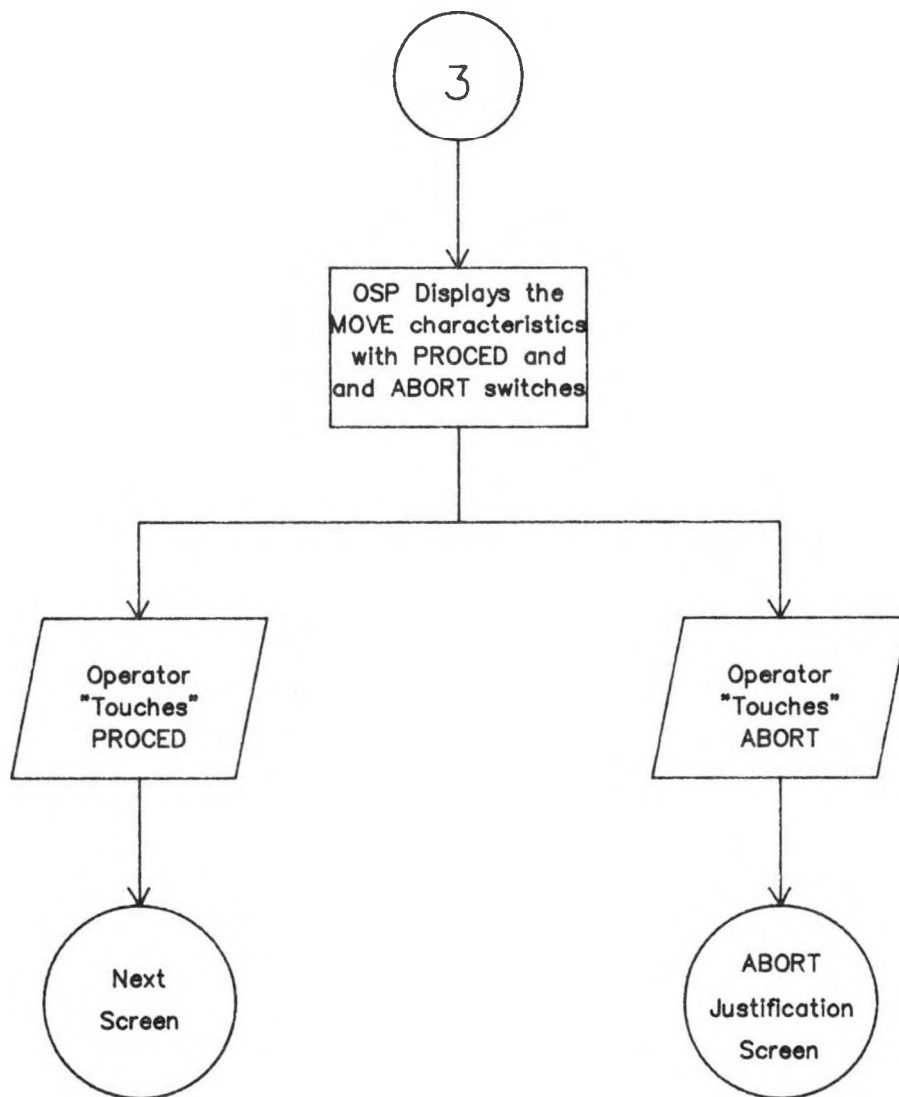 3
OSP Displays the
MOVE characteristics
with PROCED and
and ABORT switches
Operator
"Touches"
PROCED
Operator
"Touches"
ABORT
Next
Screen
ABORT
Justification
Screen